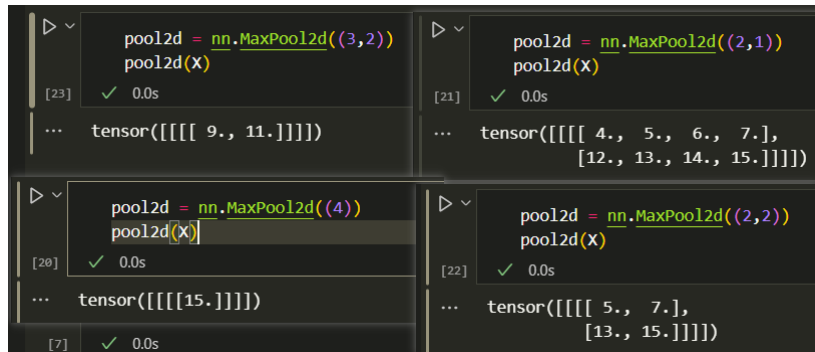 pool2d = nn.MaxPool2d((3,2))
pool2d(X)
[23] ✓ 0.0s
... tensor([[[[ 9., 11.]]]])
pool2d = nn.MaxPool2d((2,1))
pool2d(X)
[21] ✓ 0.0s
... tensor([[[[ 4., 5., 6., 7.],
[12., 13., 14., 15.]]]])
pool2d = nn.MaxPool2d((4))
pool2d(X)
[20] ✓ 0.0s
... tensor([[[[15.]]]])
[7] ✓ 0.0s
pool2d = nn.MaxPool2d((2,2))
pool2d(X)
[22] ✓ 0.0s
... tensor([[[[ 5., 7.],
[13., 15.]]]])